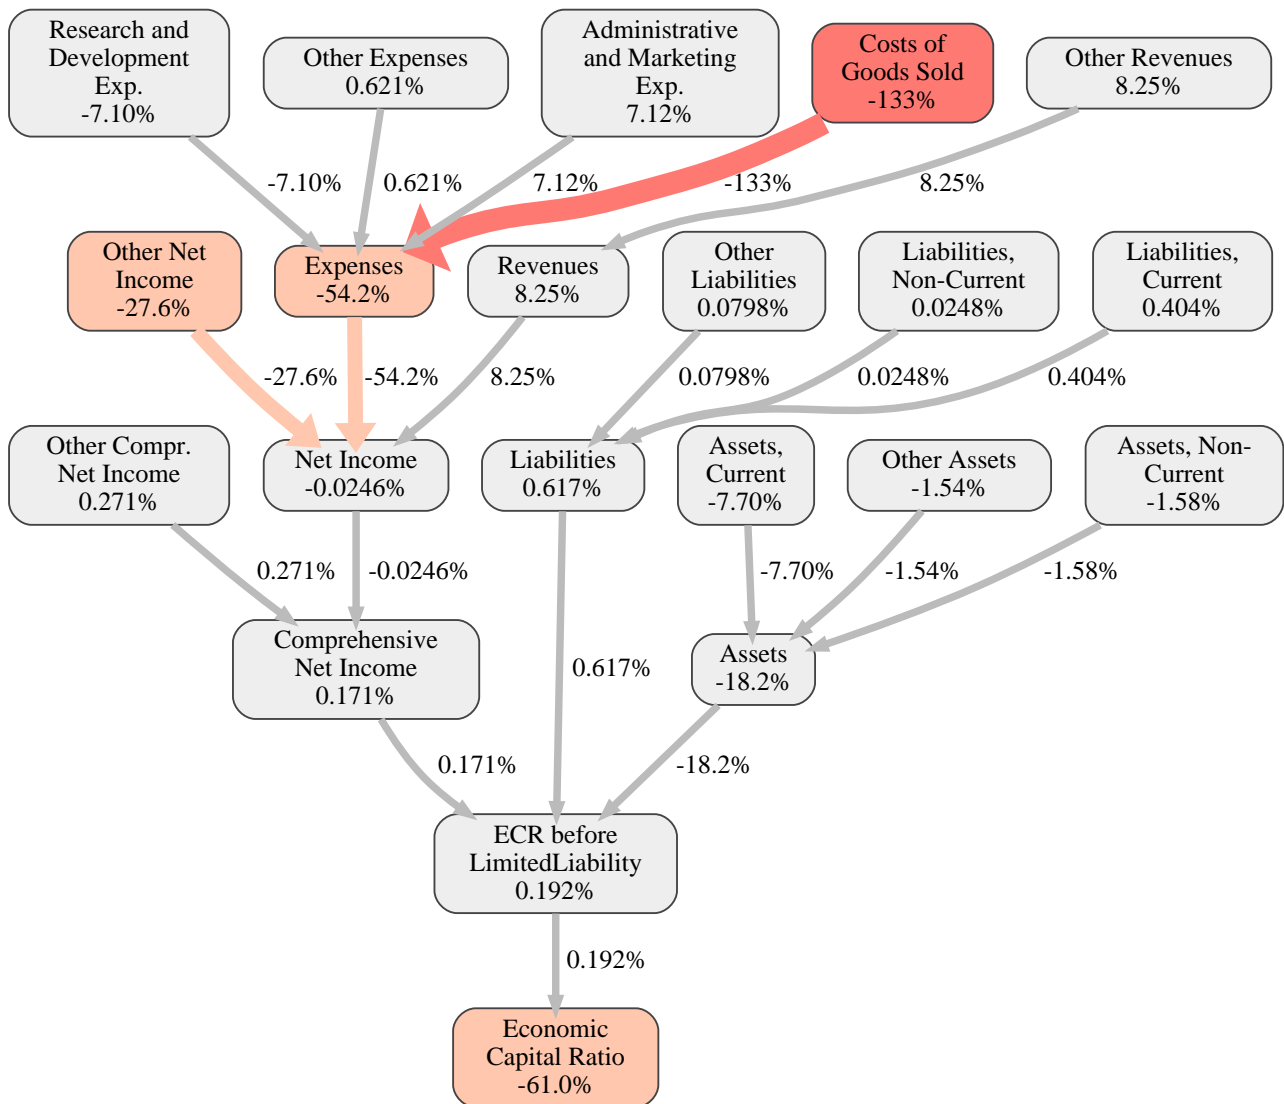 Research and
Development
Exp.
-7.10%
Other Expenses
0.621%
Administrative
and Marketing
Exp.
7.12%
Costs of
Goods Sold
-133%
Other Revenues
8.25%
-7.10%
0.621%
7.12%
-133%
8.25%
Other Net
Income
-27.6%
Expenses
-54.2%
Revenues
8.25%
Other
Liabilities
0.0798%
Liabilities,
Non-Current
0.0248%
Liabilities,
Current
0.404%
-27.6%
-54.2%
8.25%
0.0798%
0.0248%
0.404%
Other Compr.
Net Income
0.271%
Net Income
-0.0246%
Liabilities
0.617%
Assets,
Current
-7.70%
Other Assets
-1.54%
Assets, Non-
Current
-1.58%
0.271%
-0.0246%
-7.70%
-1.54%
-1.58%
Comprehensive
Net Income
0.171%
0.617%
Assets
-18.2%
0.171%
-18.2%
ECR before
LimitedLiability
0.192%
0.192%
Economic
Capital Ratio
-61.0%